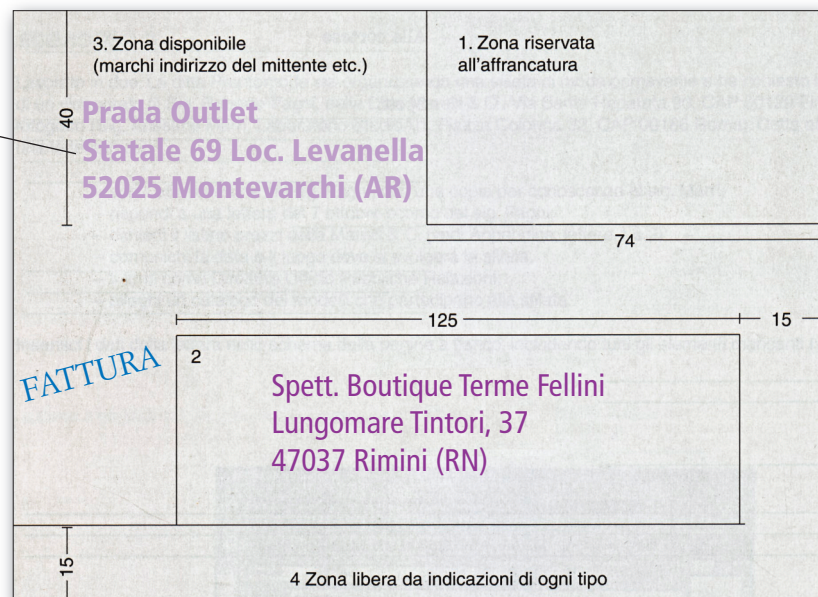 3. Zona disponibile
(marchi indirizzo del mittente etc.)
1. Zona riservata
all'affrancatura
40
Prada Outlet
Statale 69 Loc. Levanella
52025 Montevarchi (AR)
74
125
15
FATTURA
2
Spett. Boutique Terme Fellini
Lungomare Tintori, 37
47037 Rimini (RN)
15
4 Zona libera da indicazioni di ogni tipo